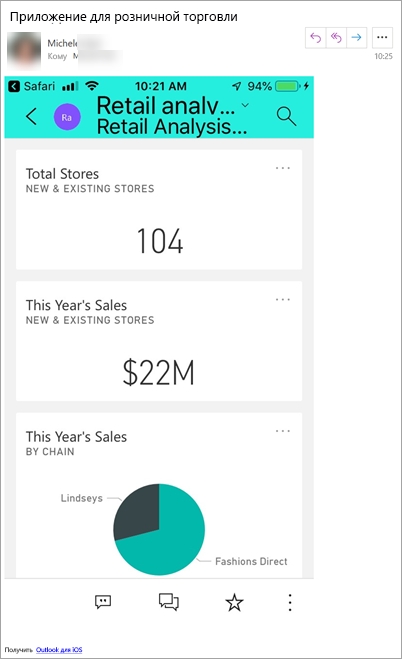 Приложение для розничной торговли
Michele
Кому
10:25
Safari 10:21 AM 94%
Ra
Retail analy...
Retail Analysis...
Total Stores
NEW & EXISTING STORES
104
This Year's Sales
NEW & EXISTING STORES
$22M
This Year's Sales
BY CHAIN
Lindseys
Fashions Direct
Получить Outlook для iOS